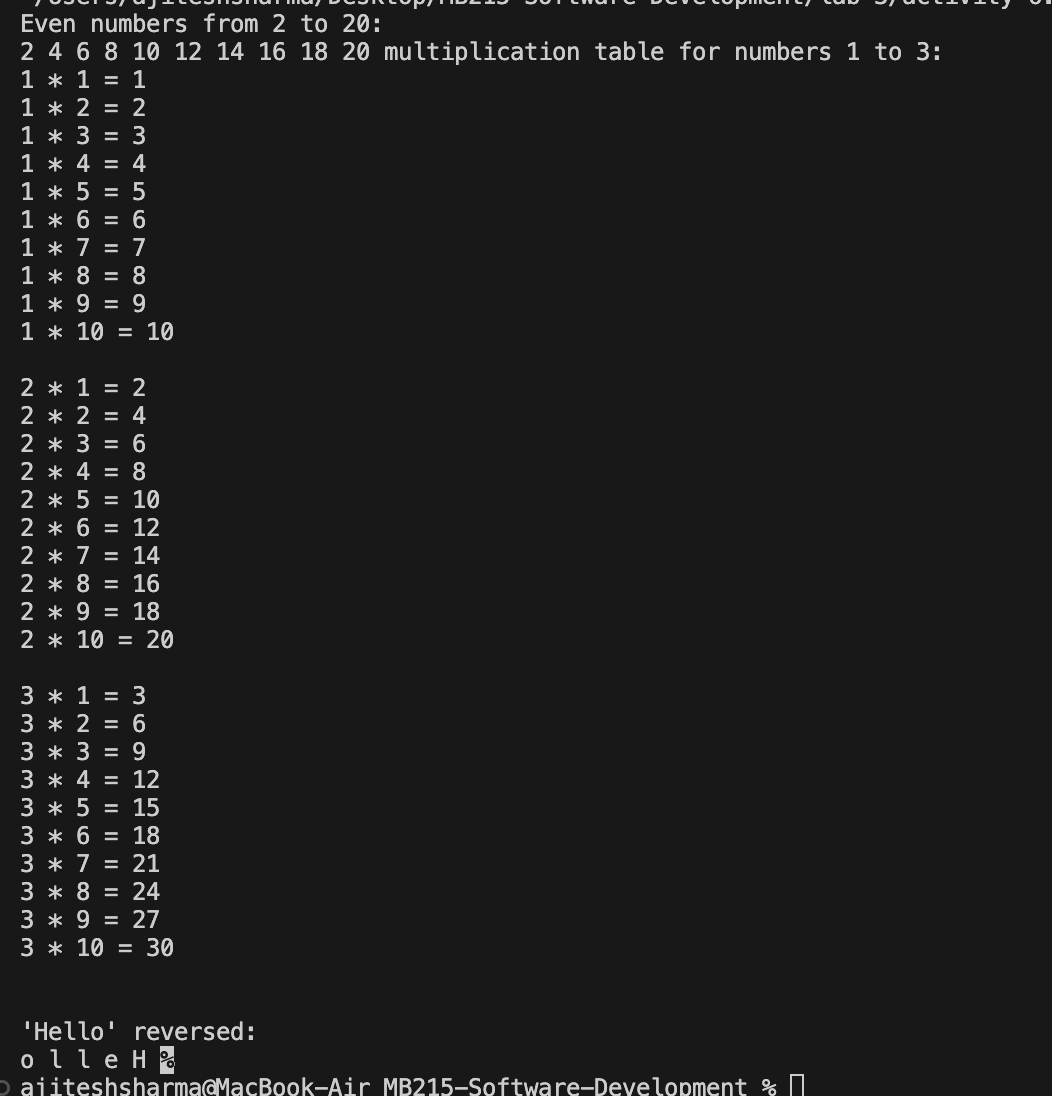 /Users/ajiteshsharma/Desktop/MB215-Software-Development/lab-3/activity-6.
Even numbers from 2 to 20:
2 4 6 8 10 12 14 16 18 20 multiplication table for numbers 1 to 3:
1 * 1 = 1
1 * 2 = 2
1 * 3 = 3
1 * 4 = 4
1 * 5 = 5
1 * 6 = 6
1 * 7 = 7
1 * 8 = 8
1 * 9 = 9
1 * 10 = 10
2 * 1 = 2
2 * 2 = 4
2 * 3 = 6
2 * 4 = 8
2 * 5 = 10
2 * 6 = 12
2 * 7 = 14
2 * 8 = 16
2 * 9 = 18
2 * 10 = 20
3 * 1 = 3
3 * 2 = 6
3 * 3 = 9
3 * 4 = 12
3 * 5 = 15
3 * 6 = 18
3 * 7 = 21
3 * 8 = 24
3 * 9 = 27
3 * 10 = 30
'Hello' reversed:
o l l e H %
ajiteshsharma@MacBook-Air MB215-Software-Development %